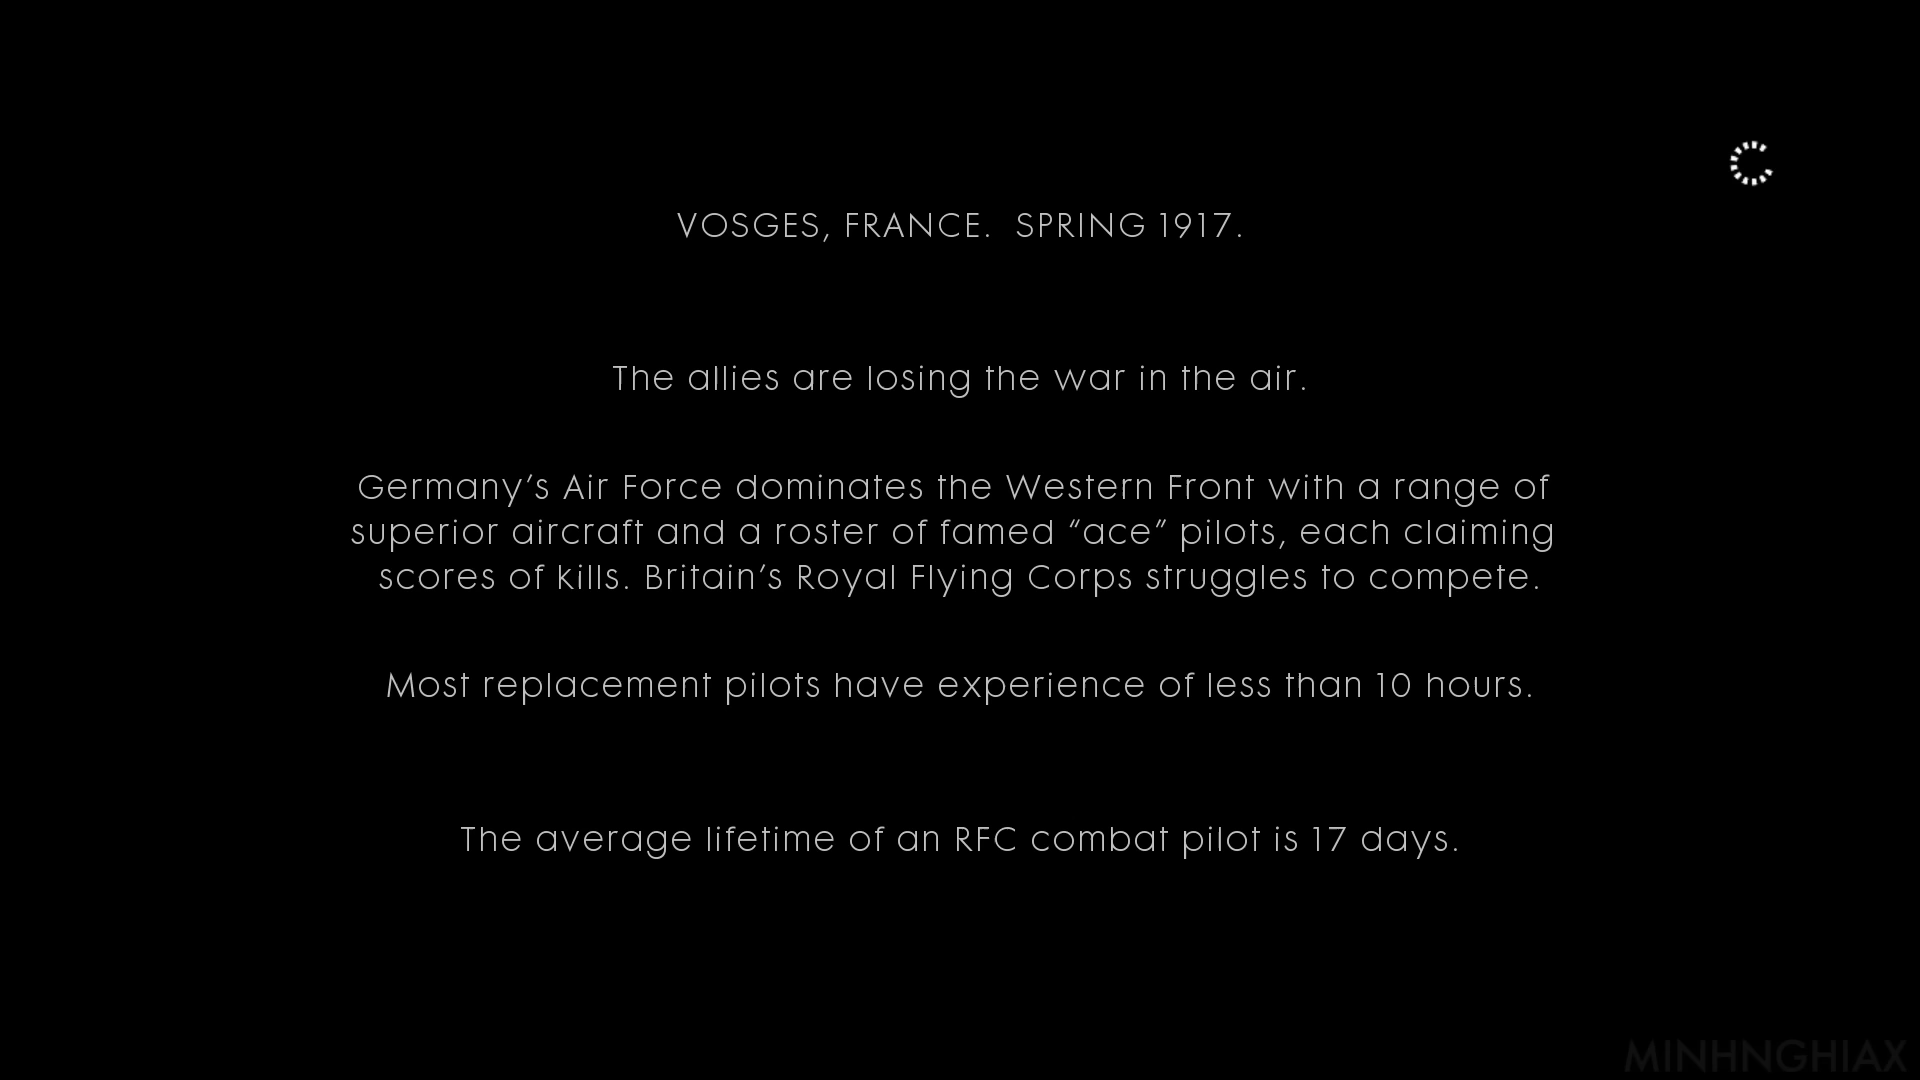 VOSGES, FRANCE.  SPRING 1917.
The allies are losing the war in the air.
Germany’s Air Force dominates the Western Front with a range of
superior aircraft and a roster of famed “ace” pilots, each claiming
scores of kills. Britain’s Royal Flying Corps struggles to compete.
Most replacement pilots have experience of less than 10 hours.
The average lifetime of an RFC combat pilot is 17 days.
MINHNGHIAX